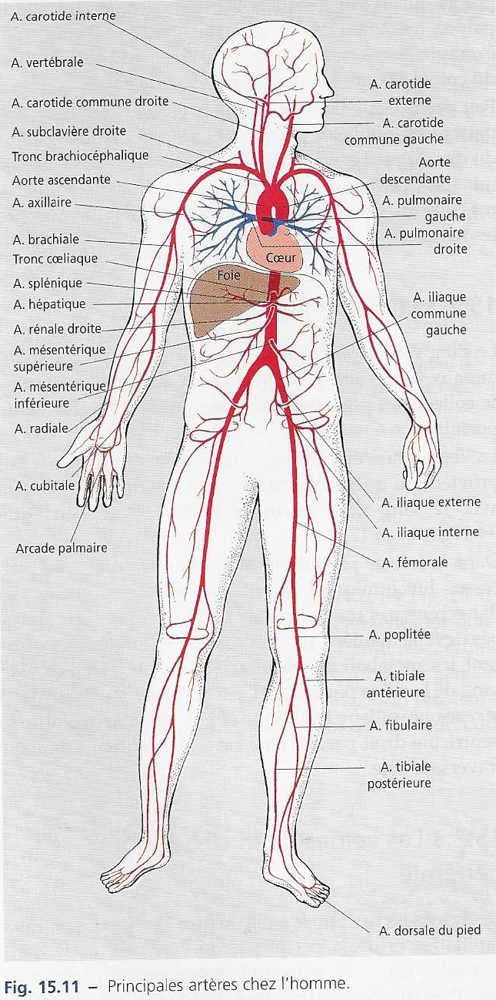 A. carotide interne
A. vertébrale
A. carotide commune droite
A. subclavière droite
Tronc brachiocéphalique
Aorte ascendante
A. axillaire
A. brachiale
Tronc cœliaque
A. splénique
A. hépatique
A. rénale droite
A. mésentérique
supérieure
A. mésentérique
inférieure
A. radiale
A. cubitale
Arcade palmaire
Cœur
Foie
A. carotide
externe
A. carotide
commune gauche
Aorte
descendante
A. pulmonaire
gauche
A. pulmonaire
droite
A. iliaque
commune
gauche
A. iliaque externe
A. iliaque interne
A. fémorale
A. poplitée
A. tibiale
antérieure
A. fibulaire
A. tibiale
postérieure
A. dorsale du pied
Fig. 15.11 – Principales artères chez l'homme.